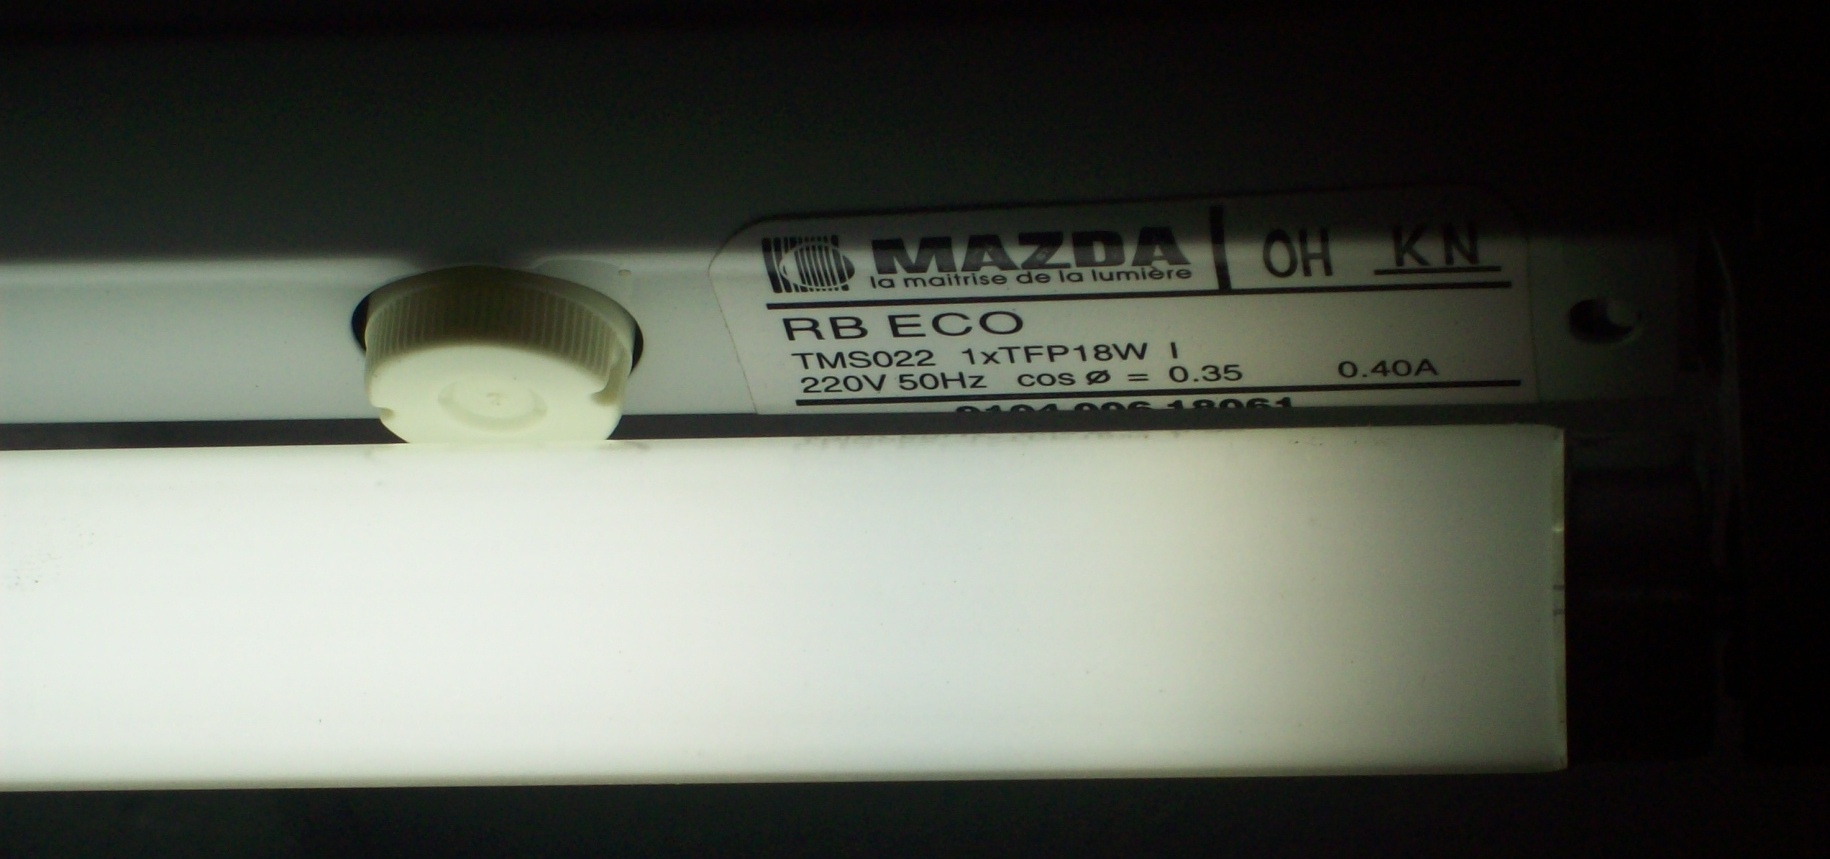 MAZDA OH KN
la maitrise de la lumière
RB ECO
TMS022 1xTFP18W I
220V 50Hz cos ø = 0.35 0.40A